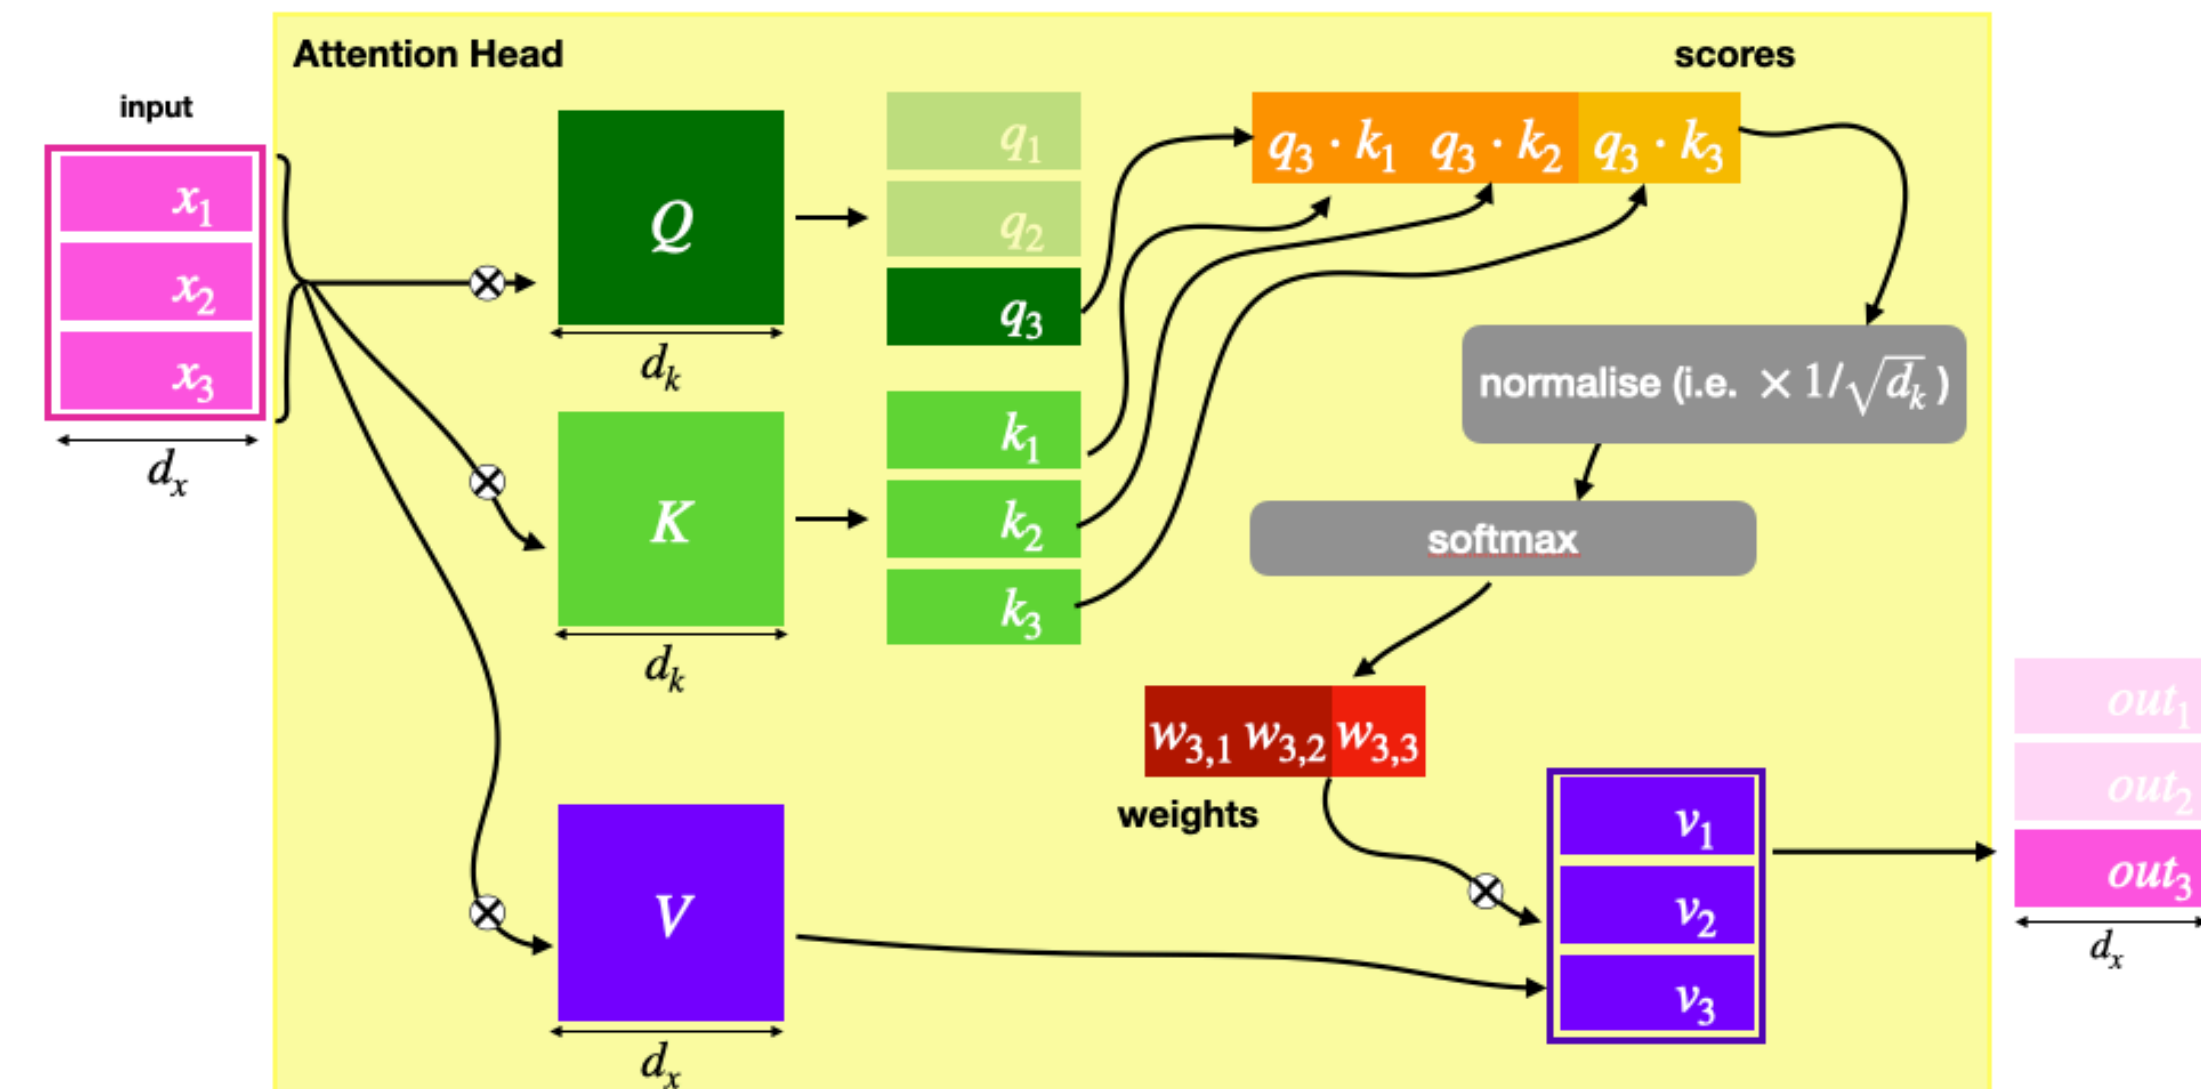 Attention Head
scores
input
x₁
x₂
x₃
dₓ
Q
dₖ
K
dₖ
V
dₓ
q₁
q₂
q₃
k₁
k₂
k₃
q₃ · k₁ q₃ · k₂ q₃ · k₃
normalise (i.e. × 1/√dₖ )
softmax
w₃,₁ w₃,₂ w₃,₃
weights
v₁
v₂
v₃
out₁
out₂
out₃
dₓ